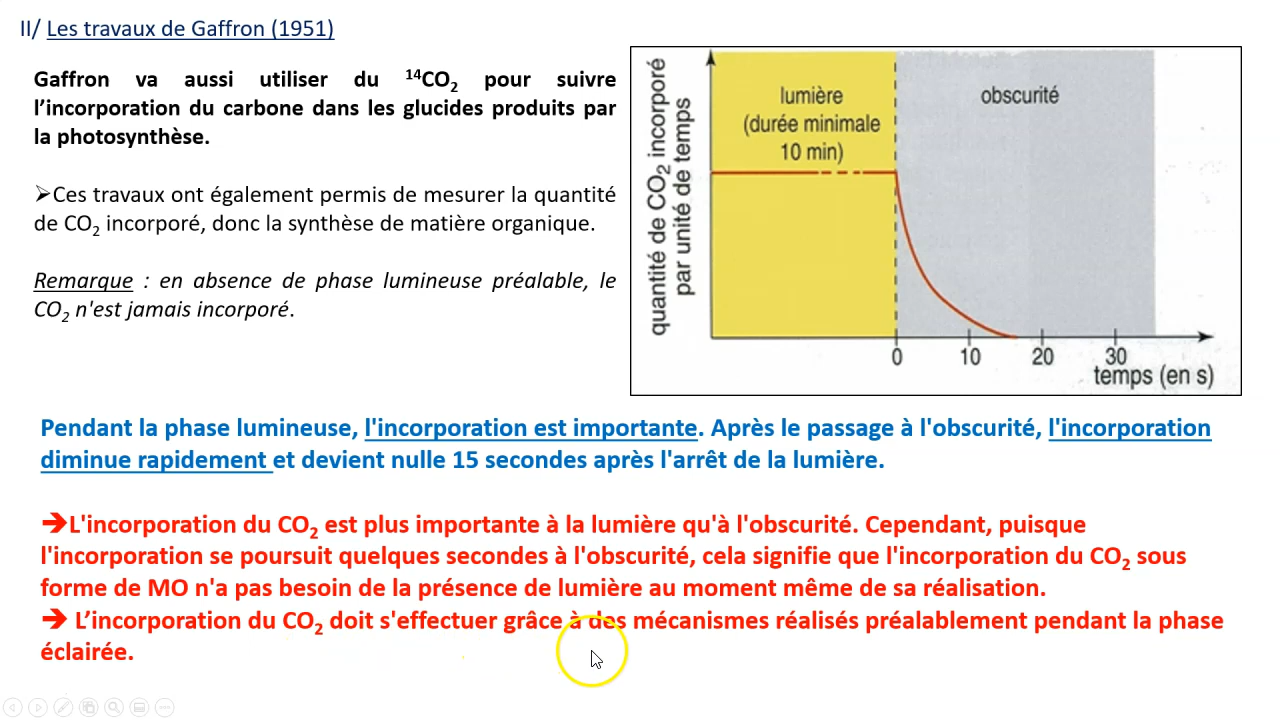 II/ Les travaux de Gaffron (1951)
Gaffron va aussi utiliser du ¹⁴CO₂ pour suivre
l’incorporation du carbone dans les glucides produits par
la photosynthèse.
➢Ces travaux ont également permis de mesurer la quantité
de CO₂ incorporé, donc la synthèse de matière organique.
Remarque : en absence de phase lumineuse préalable, le
CO₂ n'est jamais incorporé.
quantité de CO₂ incorporé
par unité de temps
lumière
(durée minimale
10 min)
obscurité
0 10 20 30
temps (en s)
Pendant la phase lumineuse, l'incorporation est importante. Après le passage à l'obscurité, l'incorporation
diminue rapidement et devient nulle 15 secondes après l'arrêt de la lumière.
➔L'incorporation du CO₂ est plus importante à la lumière qu'à l'obscurité. Cependant, puisque
l'incorporation se poursuit quelques secondes à l'obscurité, cela signifie que l'incorporation du CO₂ sous
forme de MO n'a pas besoin de la présence de lumière au moment même de sa réalisation.
➔ L’incorporation du CO₂ doit s'effectuer grâce à des mécanismes réalisés préalablement pendant la phase
éclairée.